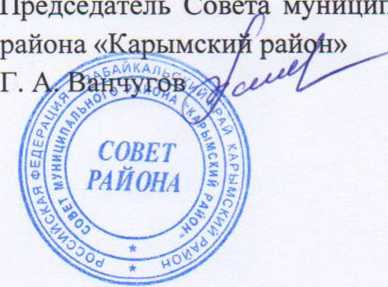 Председатель Совета муницип
района «Карымский район»
Г. А. Ванчугов
РОССИЙСКАЯ ФЕДЕРАЦИЯ ЗАБАЙКАЛЬСКИЙ КРАЙ КАРЫМСКИЙ РАЙОН
СОВЕТ МУНИЦИПАЛЬНОГО РАЙОНА "КАРЫМСКИЙ РАЙОН"
СОВЕТ
РАЙОНА